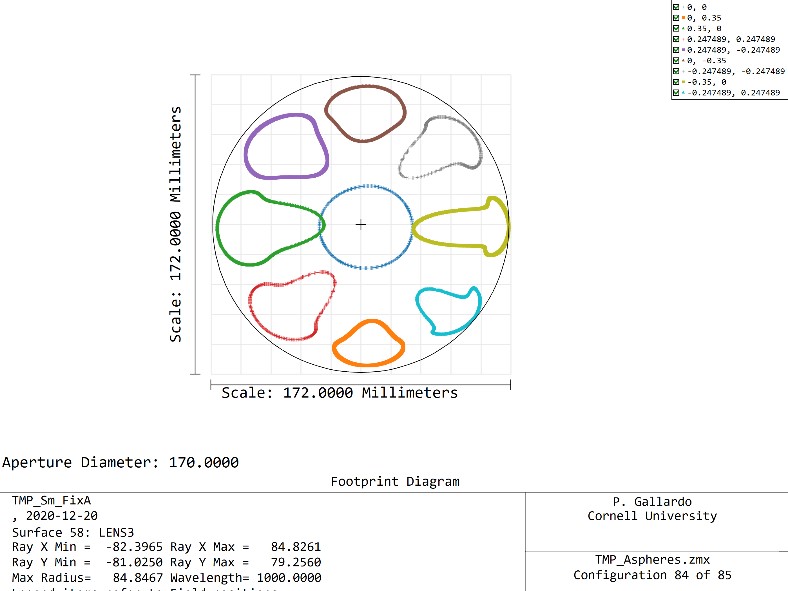 0, 0
0, 0.35
0.35, 0
0.247489, 0.247489
0.247489, -0.247489
0, -0.35
-0.247489, -0.247489
-0.35, 0
-0.247489, 0.247489
Scale: 172.0000 Millimeters
Scale: 172.0000 Millimeters
Aperture Diameter: 170.0000
Footprint Diagram
TMP_Sm_FixA
, 2020-12-20
Surface 58: LENS3
Ray X Min = -82.3965 Ray X Max = 84.8261
Ray Y Min = -81.0250 Ray Y Max = 79.2560
Max Radius= 84.8467 Wavelength= 1000.0000
P. Gallardo
Cornell University
TMP_Aspheres.zmx
Configuration 84 of 85